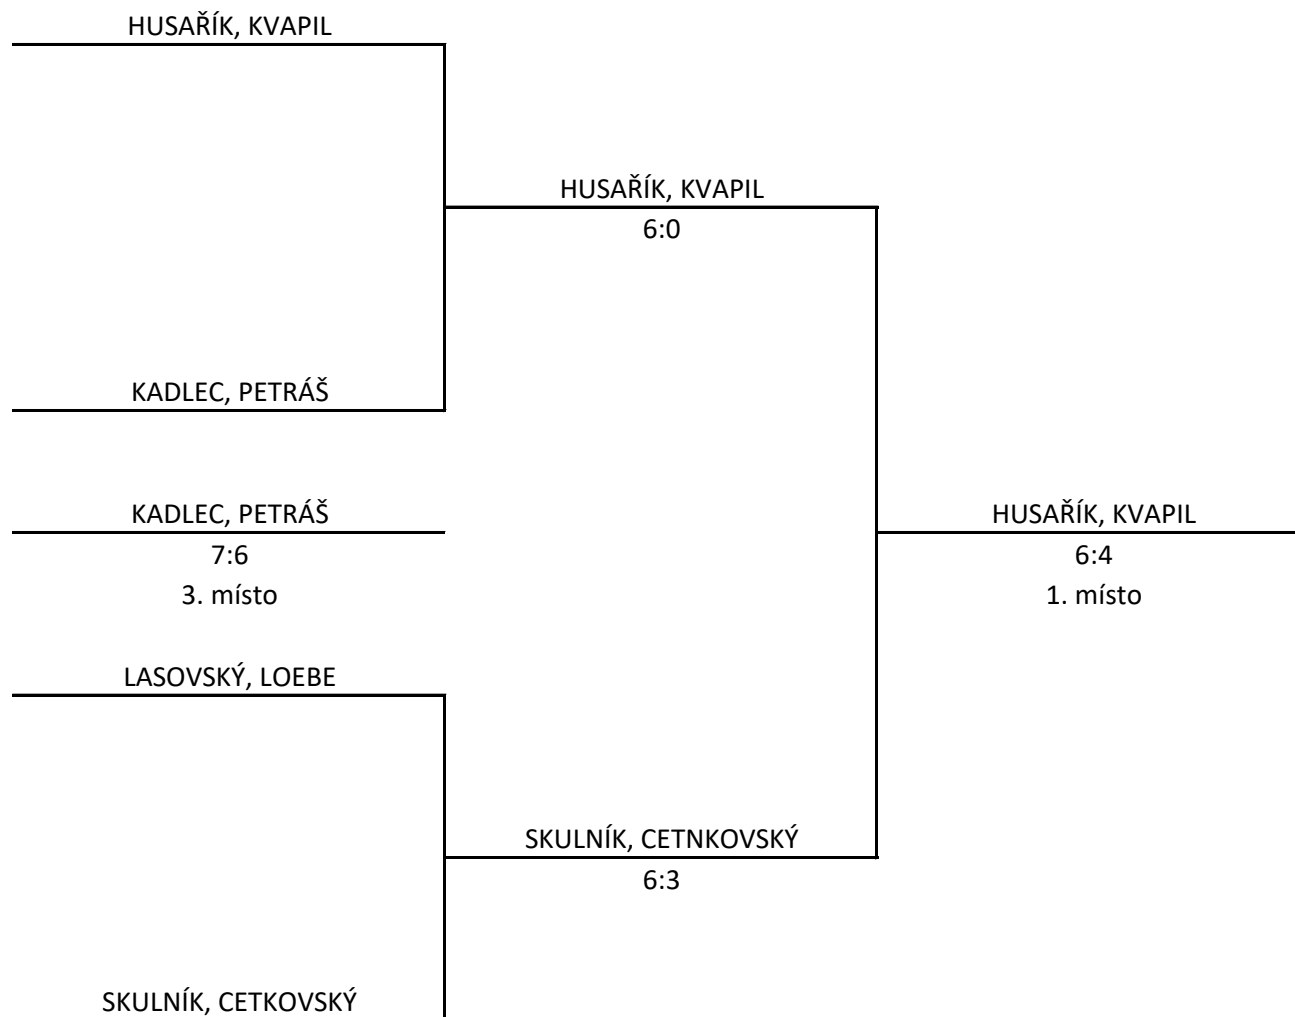 HUSAŘÍK, KVAPIL
HUSAŘÍK, KVAPIL
6:0
KADLEC, PETRÁŠ
KADLEC, PETRÁŠ
7:6
3. místo
HUSAŘÍK, KVAPIL
6:4
1. místo
LASOVSKÝ, LOEBE
SKULNÍK, CETNKOVSKÝ
6:3
SKULNÍK, CETKOVSKÝ